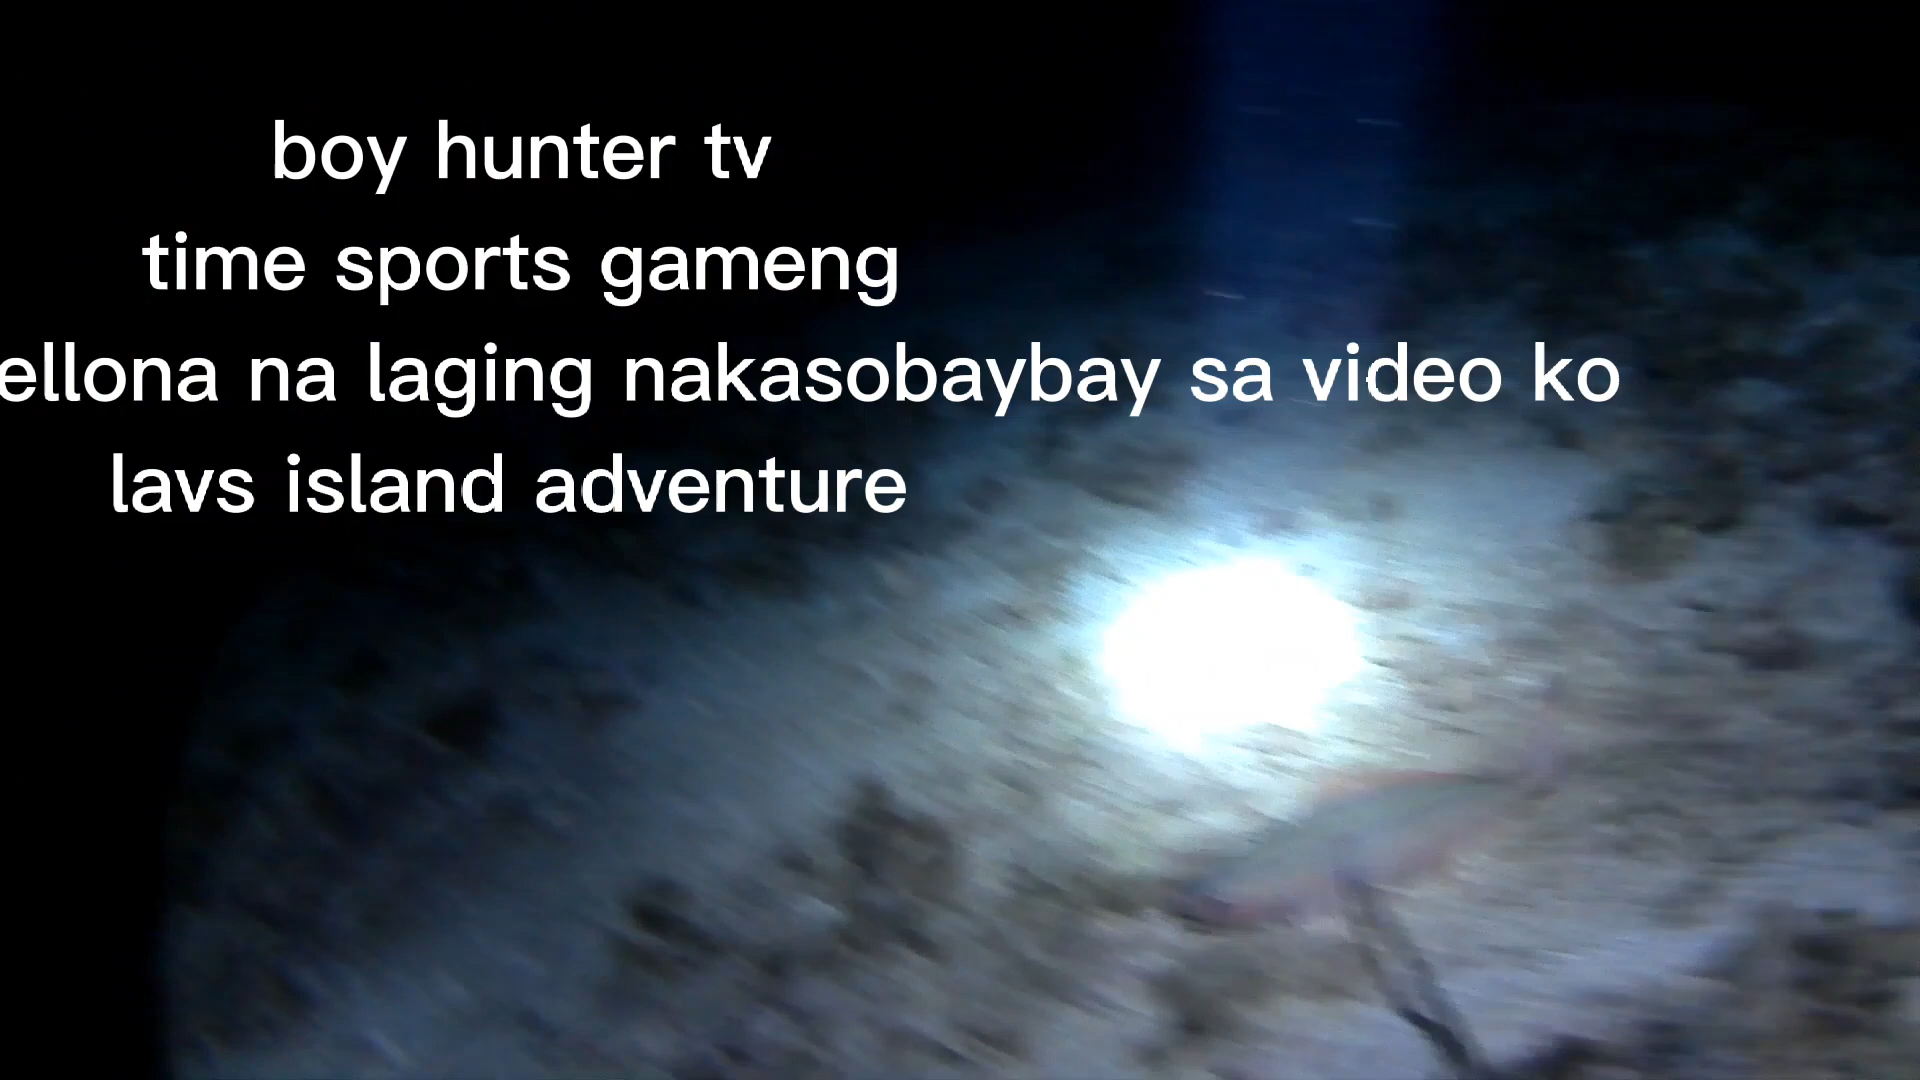 boy hunter tv
time sports gameng
ellona na laging nakasobaybay sa video ko
lavs island adventure